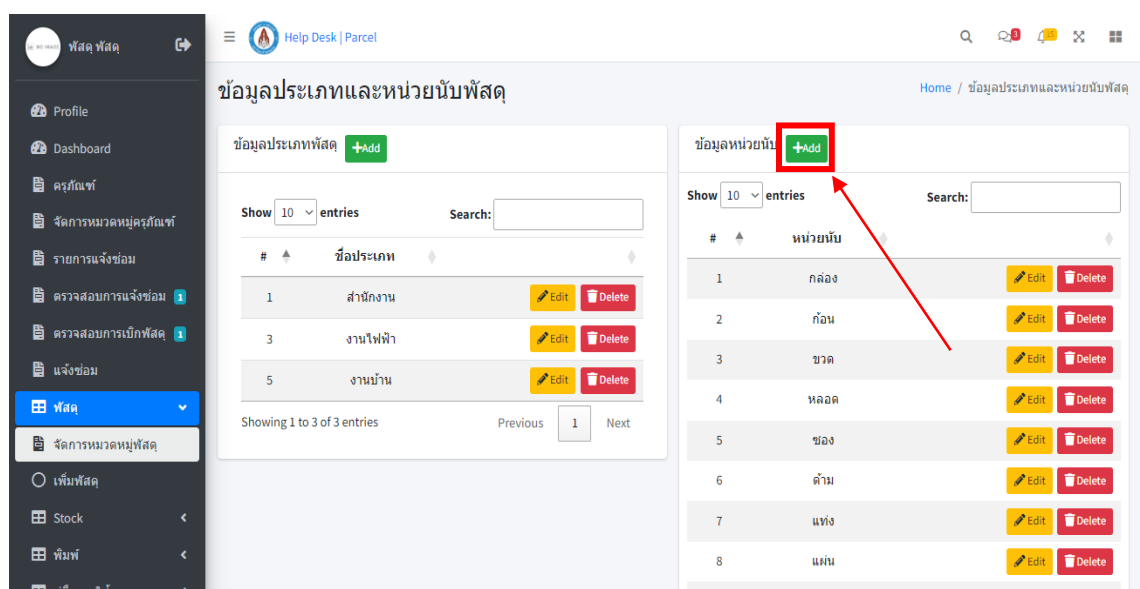 พัสดุ พัสดุ
Profile
Dashboard
ครุภัณฑ์
จัดการหมวดหมู่ครุภัณฑ์
รายการแจ้งซ่อม
ตรวจสอบการแจ้งซ่อม 1
ตรวจสอบการเบิกพัสดุ 1
แจ้งซ่อม
พัสดุ
จัดการหมวดหมู่พัสดุ
เพิ่มพัสดุ
Stock
พิมพ์
Help Desk | Parcel
3
ข้อมูลประเภทและหน่วยนับพัสดุ
Home / ข้อมูลประเภทและหน่วยนับพัสดุ
ข้อมูลประเภทพัสดุ +Add
Show 10 entries Search:
# ชื่อประเภท
1 สำนักงาน Edit Delete
3 งานไฟฟ้า Edit Delete
5 งานบ้าน Edit Delete
Showing 1 to 3 of 3 entries Previous 1 Next
ข้อมูลหน่วยนับ +Add
Show 10 entries Search:
# หน่วยนับ
1 กล่อง Edit Delete
2 ก้อน Edit Delete
3 ขวด Edit Delete
4 หลอด Edit Delete
5 ซอง Edit Delete
6 ด้าม Edit Delete
7 แท่ง Edit Delete
8 แผ่น Edit Delete